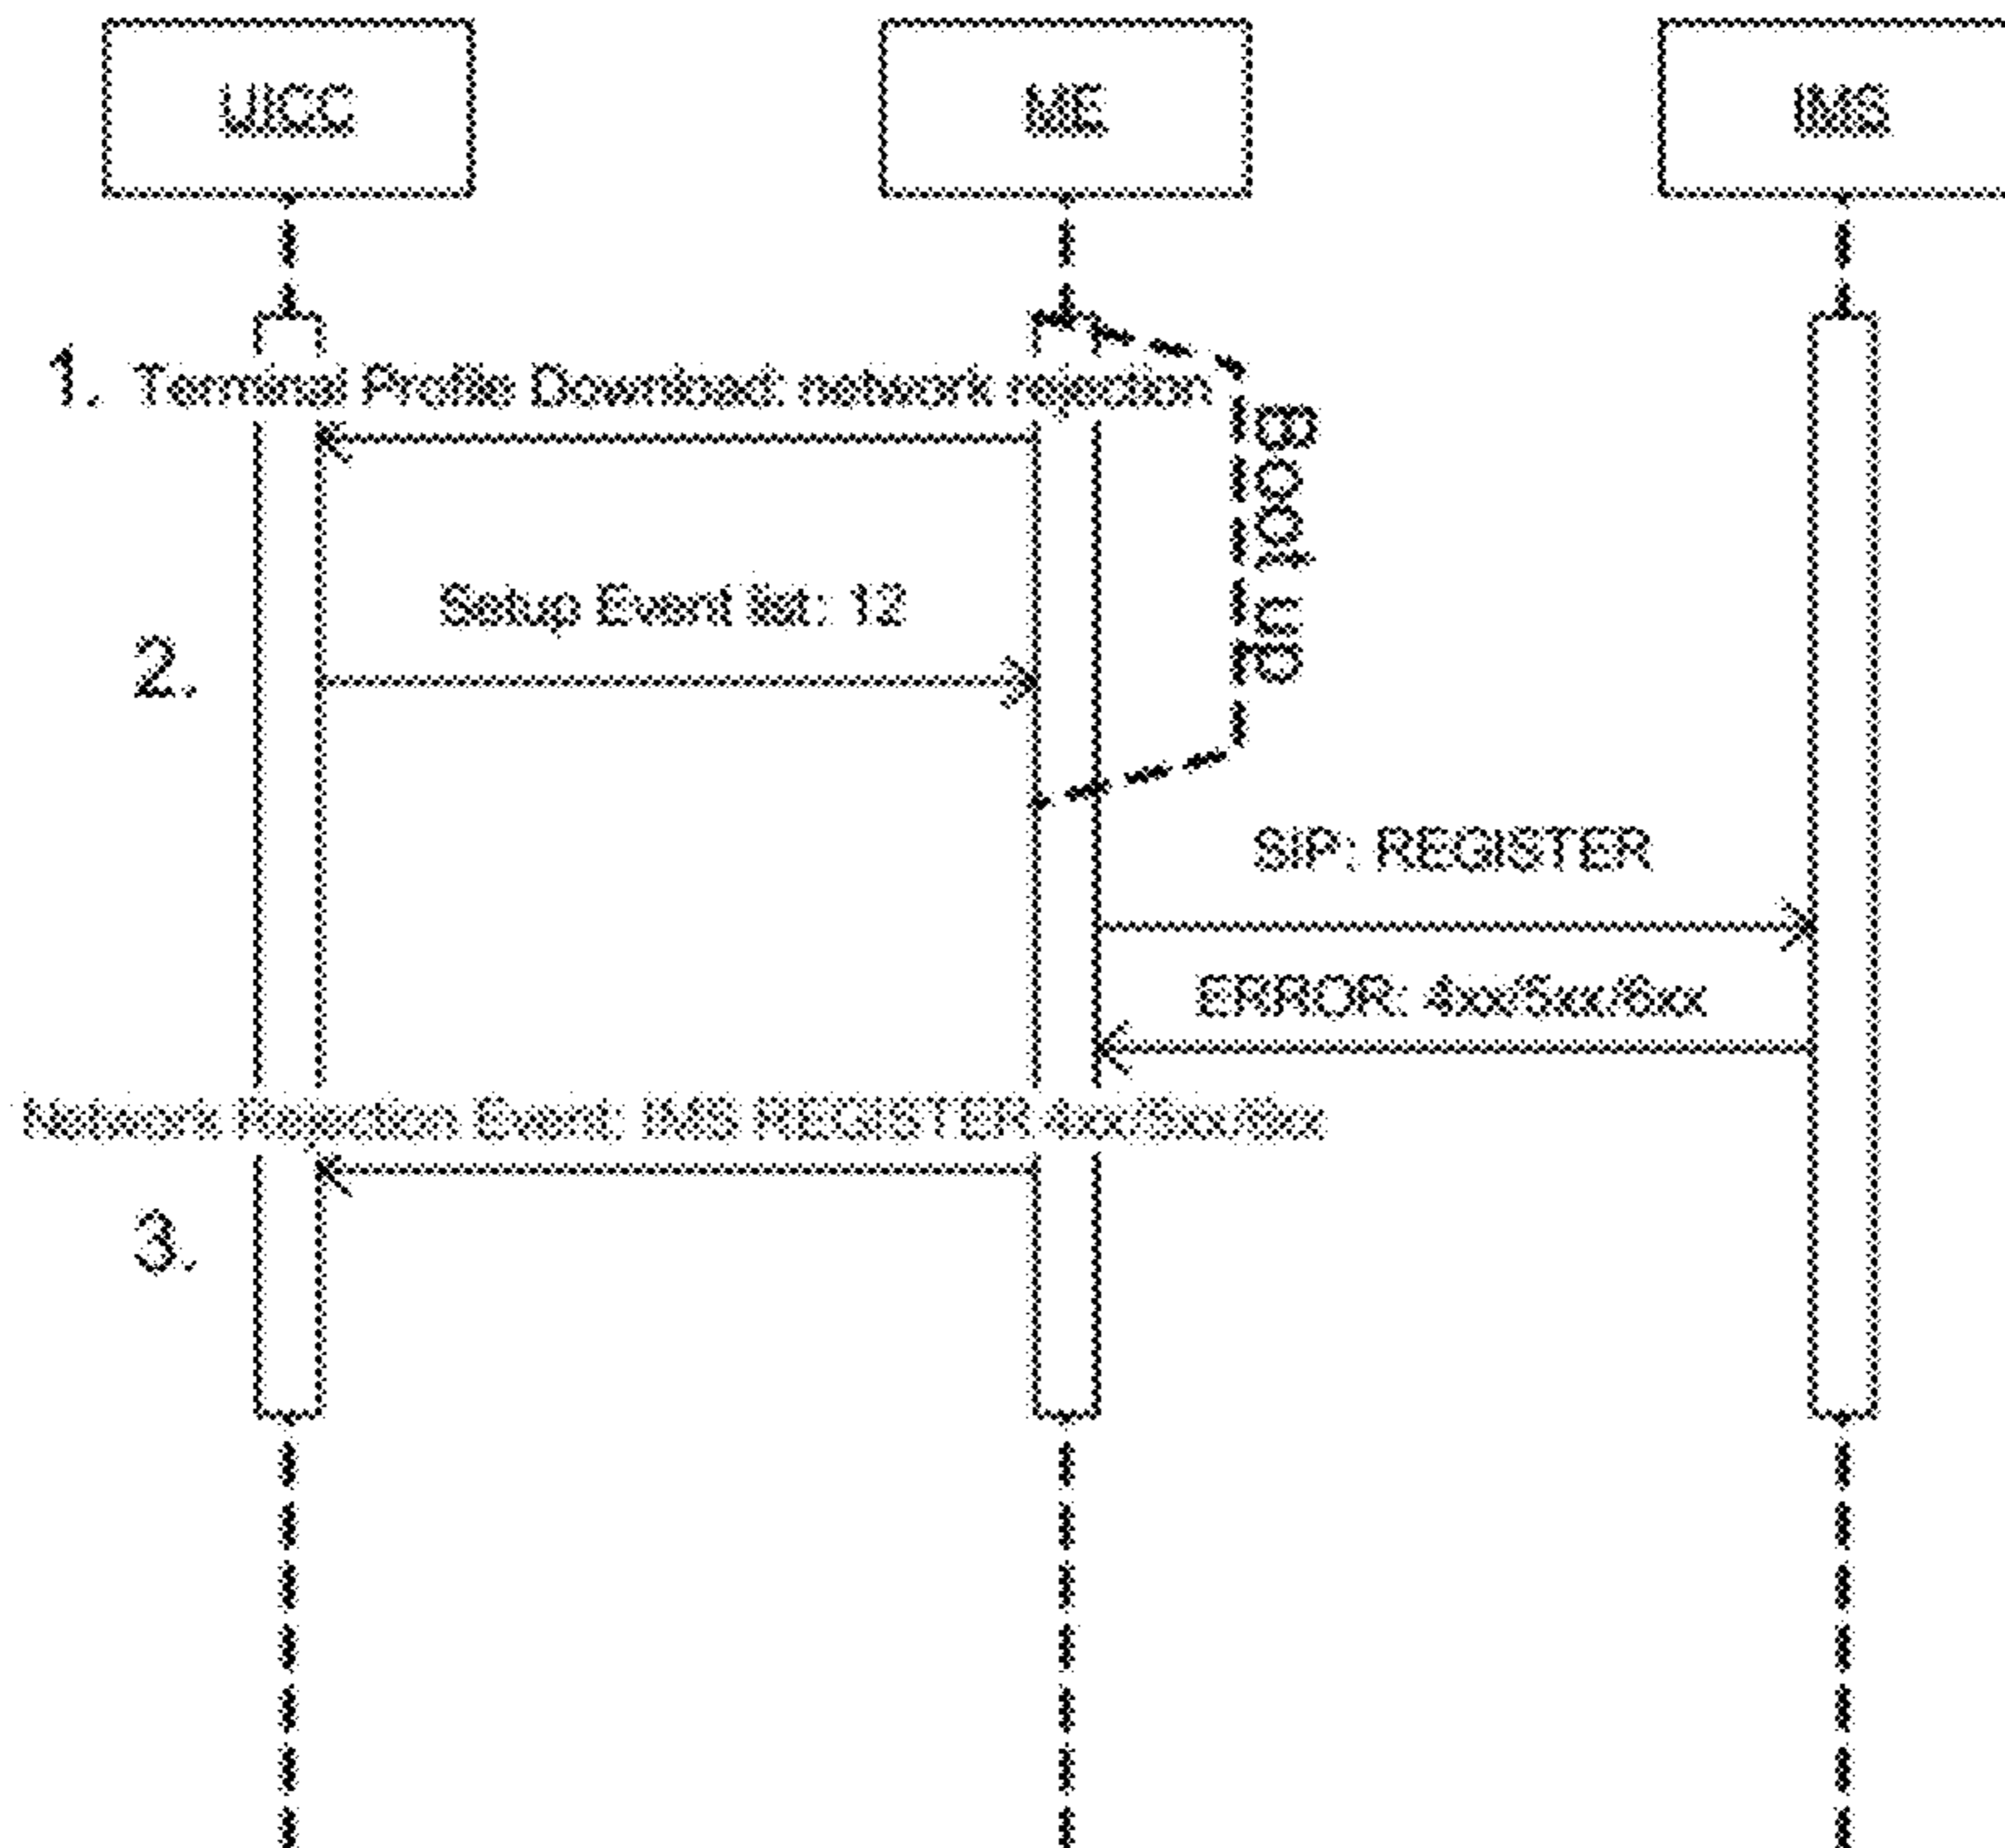 UICC
ME
IMS
1. Terminal Profile Download: network rejection
Boot up
Setup Event list: 12
2.
SIP: REGISTER
ERROR: 4xx/5xx/6xx
Network Rejection Event: IMS REGISTER 4xx/5xx/6xx
3.